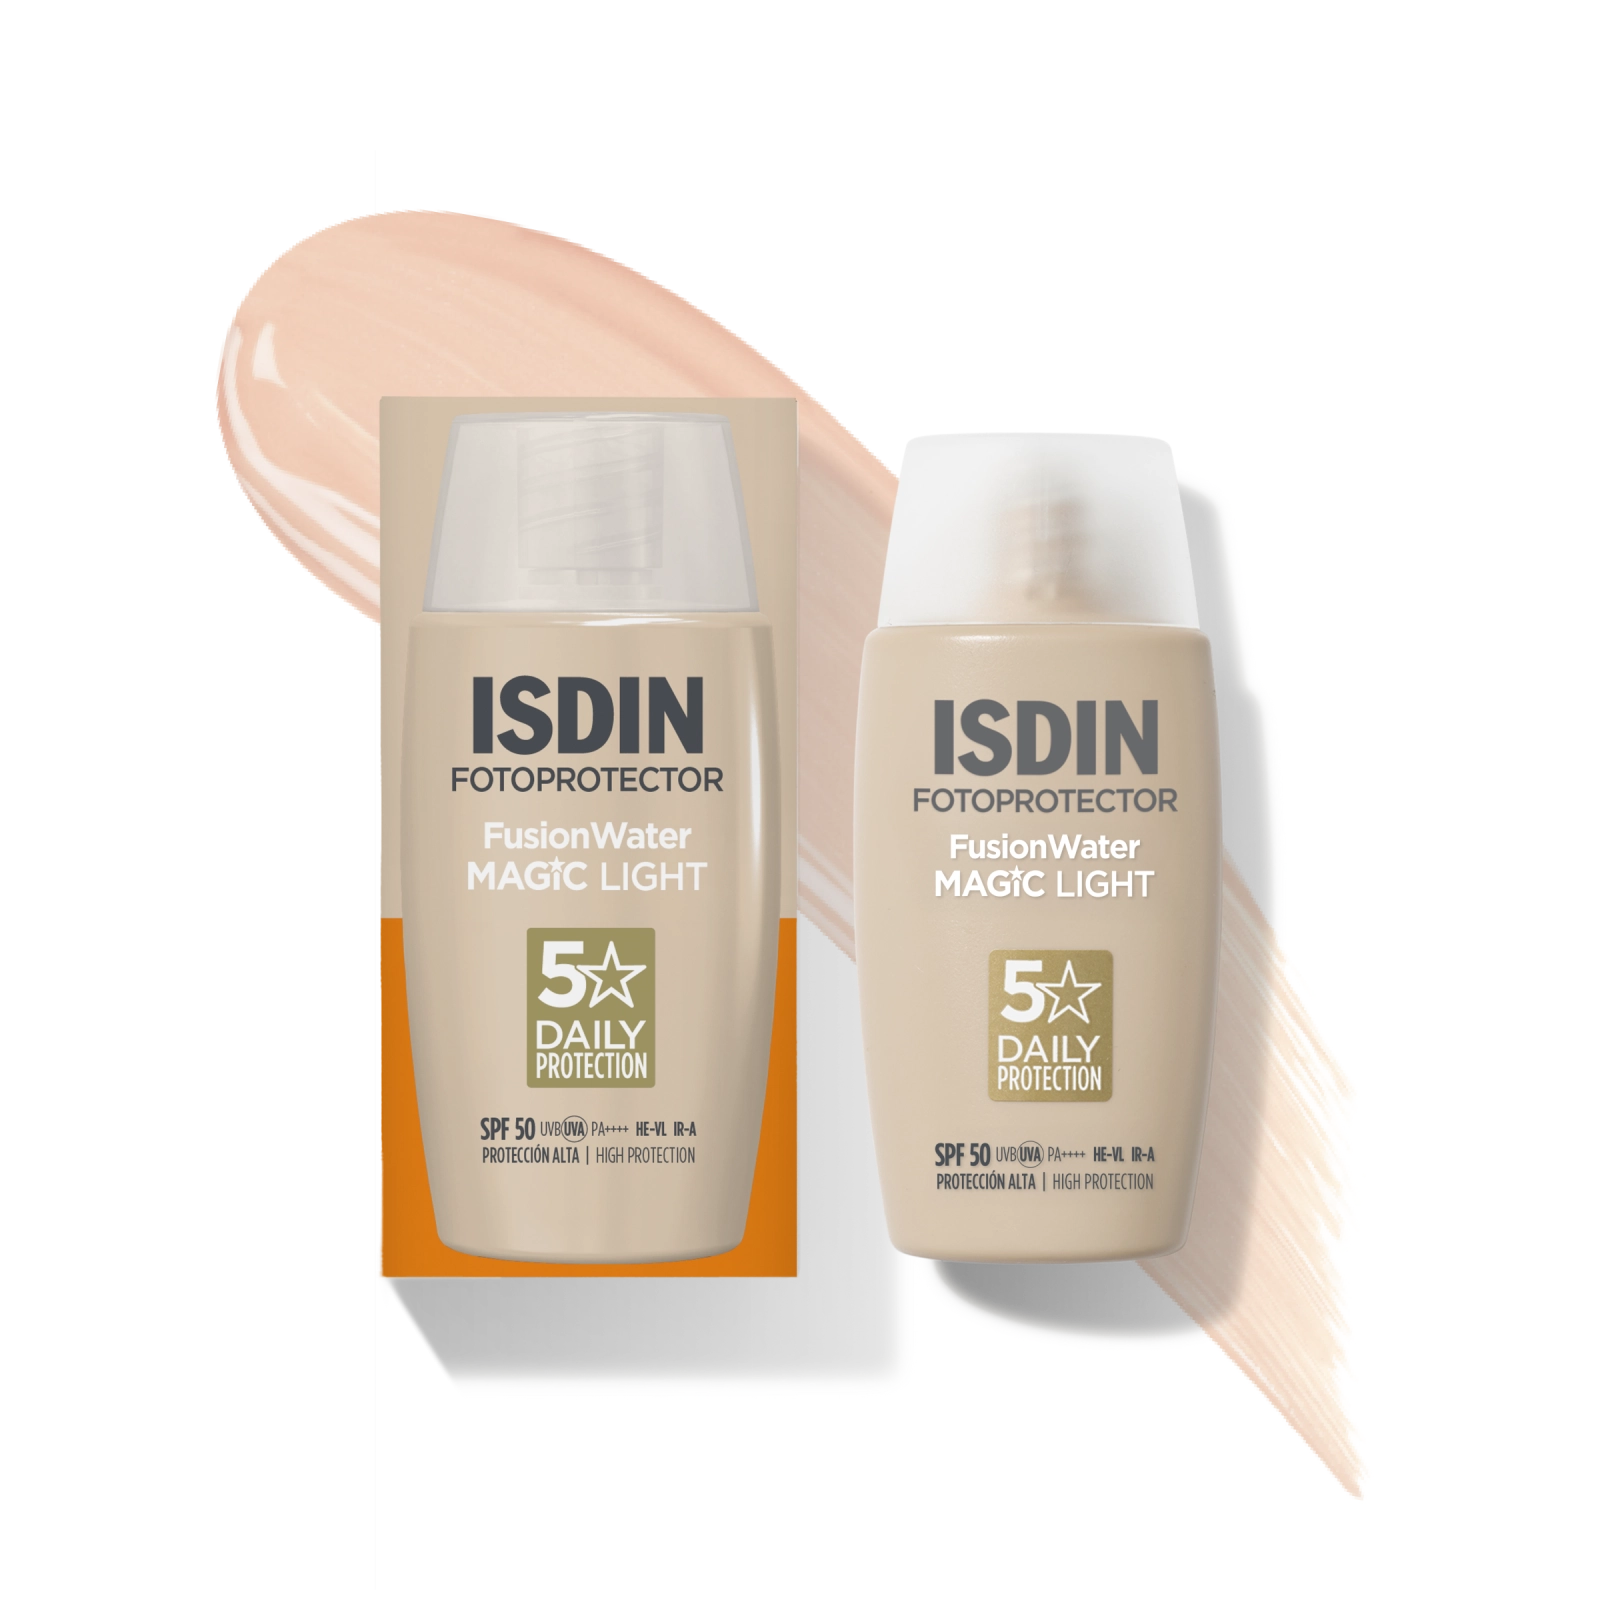 ISDIN
FOTOPROTECTOR
FusionWater
MAGIC LIGHT
5☆
DAILY
PROTECTION
SPF 50 UVB UVA PA++++ HE-VL IR-A
PROTECCIÓN ALTA | HIGH PROTECTION
ISDIN
FOTOPROTECTOR
FusionWater
MAGIC LIGHT
5☆
DAILY
PROTECTION
SPF 50 UVB UVA PA++++ HE-VL IR-A
PROTECCIÓN ALTA | HIGH PROTECTION